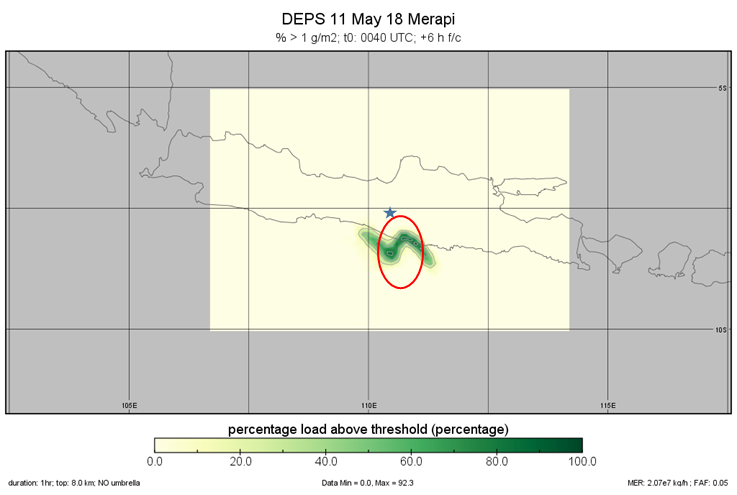 DEPS 11 May 18 Merapi
% > 1 g/m2; t0: 0040 UTC; +6 h f/c
5S
10S
105E 110E 115E
percentage load above threshold (percentage)
0.0 20.0 40.0 60.0 80.0 100.0
duration: 1hr; top: 8.0 km; NO umbrella Data Min = 0.0, Max = 92.3 MER: 2.07e7 kg/h ; FAF: 0.05